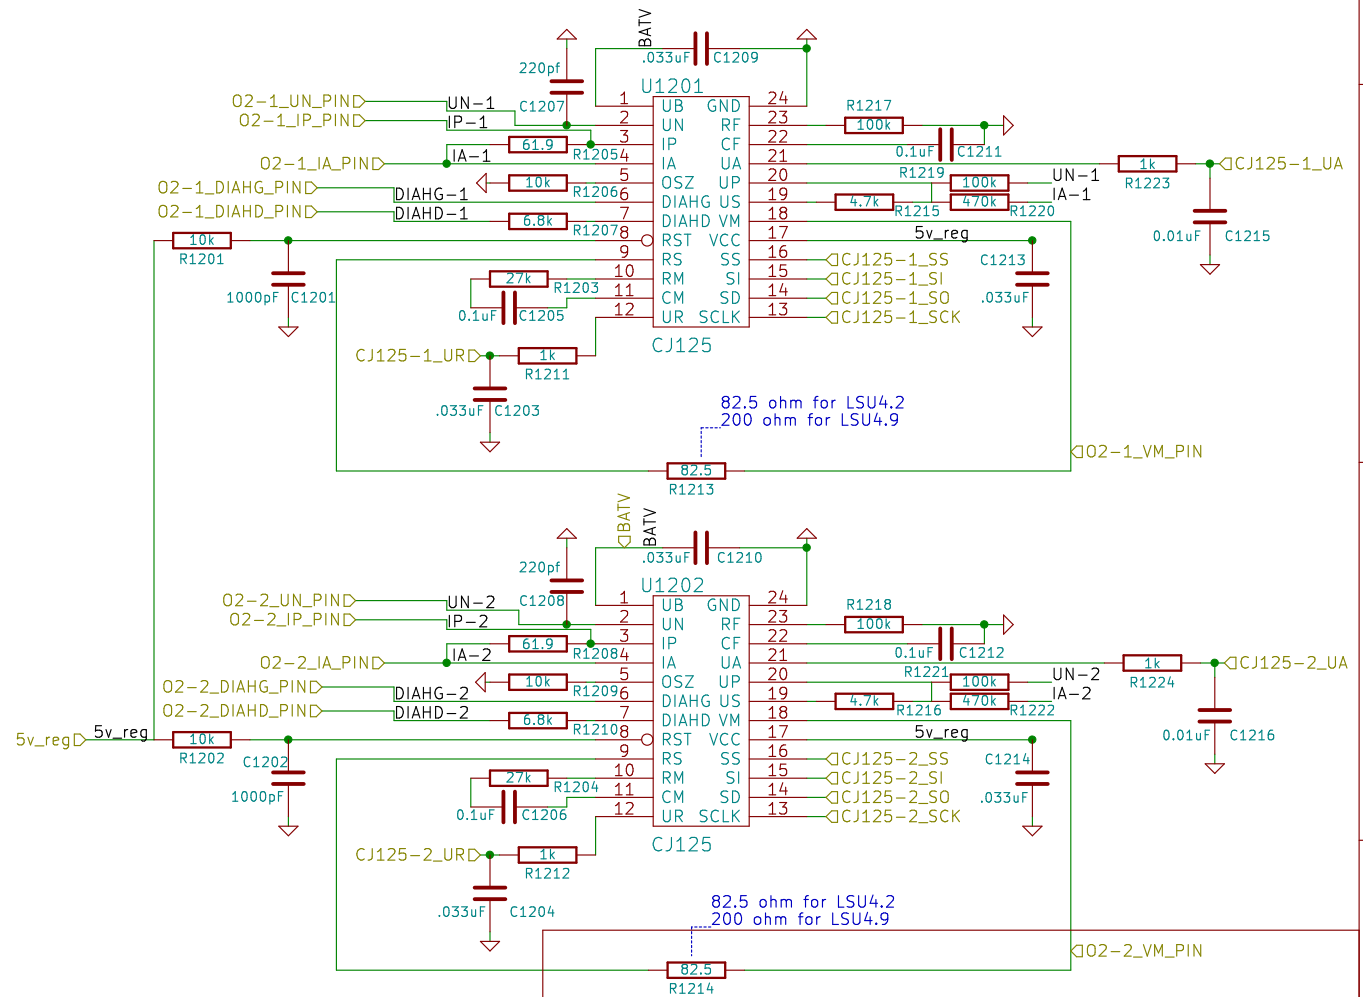 BATV
.033uF C1209
220pf
U1201
C1207
O2-1_UN_PIN UN-1
O2-1_IP_PIN IP-1
O2-1_IA_PIN IA-1
61.9 R1205
10k R1206
O2-1_DIAHG_PIN DIAHG-1
O2-1_DIAHD_PIN DIAHD-1
6.8k R1207
1 UB GND 24
2 UN RF 23
3 IP CF 22
4 IA UA 21
5 OSZ UP 20
6 DIAHG US 19
7 DIAHD VM 18
8 RST VCC 17
9 RS SS 16
10 RM SI 15
11 CM SD 14
12 UR SCLK 13
CJ125
R1217
100k
0.1uF C1211
R1219
100k UN-1
IA-1
4.7k R1215 470k R1220
1k
R1223
CJ125-1_UA
0.01uF C1215
5v_reg
C1213
.033uF
CJ125-1_SS
CJ125-1_SI
CJ125-1_SO
CJ125-1_SCK
10k
R1201
1000pF C1201
27k R1203
0.1uF C1205
CJ125-1_UR 1k
R1211
.033uF C1203
82.5 ohm for LSU4.2
200 ohm for LSU4.9
82.5
R1213
O2-1_VM_PIN
BATV
BATV
.033uF C1210
220pf
U1202
C1208
O2-2_UN_PIN UN-2
O2-2_IP_PIN IP-2
O2-2_IA_PIN IA-2
61.9 R1208
10k R1209
O2-2_DIAHG_PIN DIAHG-2
O2-2_DIAHD_PIN DIAHD-2
6.8k R1210
1 UB GND 24
2 UN RF 23
3 IP CF 22
4 IA UA 21
5 OSZ UP 20
6 DIAHG US 19
7 DIAHD VM 18
8 RST VCC 17
9 RS SS 16
10 RM SI 15
11 CM SD 14
12 UR SCLK 13
CJ125
R1218
100k
0.1uF C1212
R1221
100k UN-2
IA-2
4.7k R1216 470k R1222
1k
R1224
CJ125-2_UA
0.01uF C1216
5v_reg
C1214
.033uF
CJ125-2_SS
CJ125-2_SI
CJ125-2_SO
CJ125-2_SCK
5v_reg 5v_reg 10k
R1202
C1202
1000pF
27k R1204
0.1uF C1206
CJ125-2_UR 1k
R1212
.033uF C1204
82.5 ohm for LSU4.2
200 ohm for LSU4.9
82.5
R1214
O2-2_VM_PIN